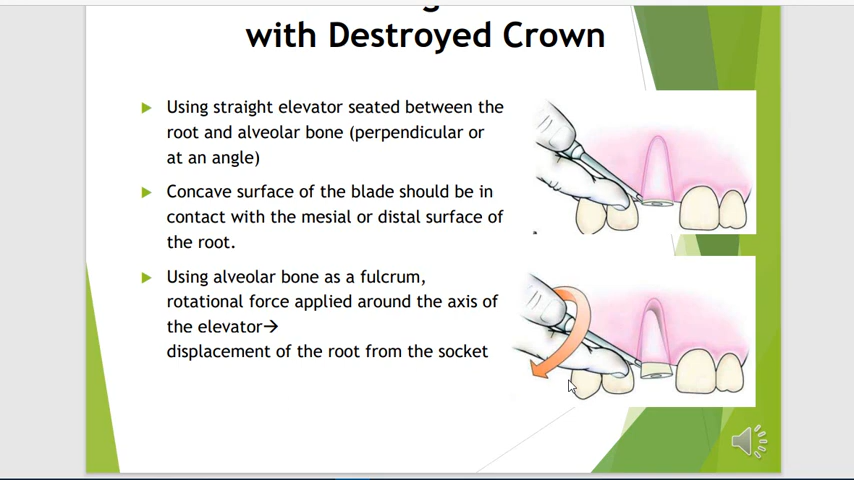 with Destroyed Crown
Using straight elevator seated between the
root and alveolar bone (perpendicular or
at an angle)
Concave surface of the blade should be in
contact with the mesial or distal surface of
the root.
Using alveolar bone as a fulcrum,
rotational force applied around the axis of
the elevator→
displacement of the root from the socket